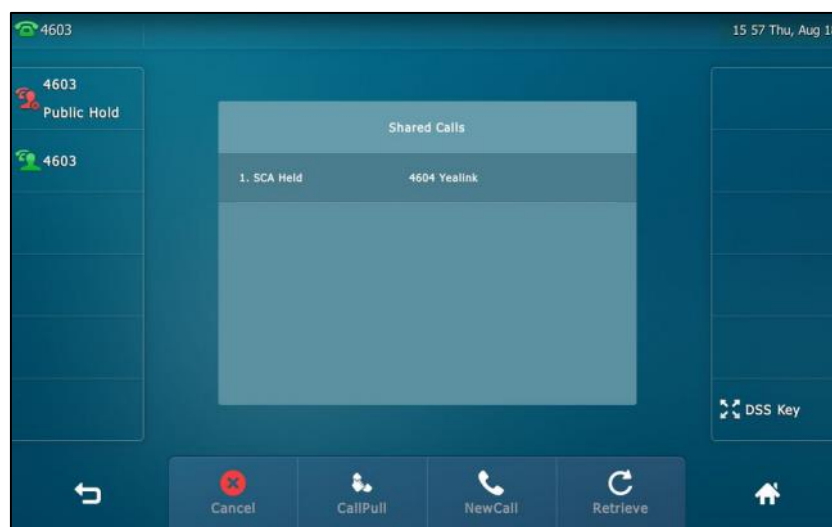 4603
15 57 Thu, Aug 18
4603
Public Hold
4603
Shared Calls
1. SCA Held 4604 Yealink
DSS Key
Cancel
CallPull
NewCall
Retrieve